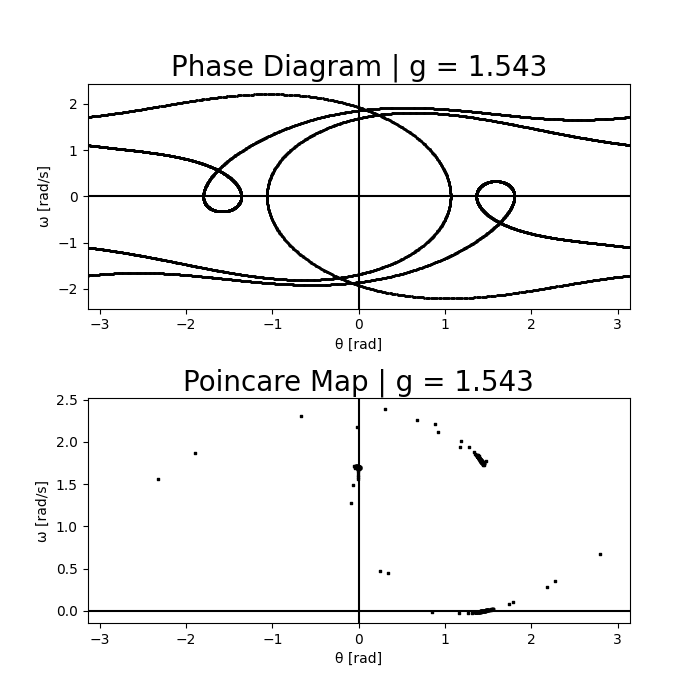 Phase Diagram | g = 1.543
2
1
0
−1
−2
ω [rad/s]
−3 −2 −1 0 1 2 3
θ [rad]
Poincare Map | g = 1.543
2.5
2.0
1.5
1.0
0.5
0.0
ω [rad/s]
−3 −2 −1 0 1 2 3
θ [rad]